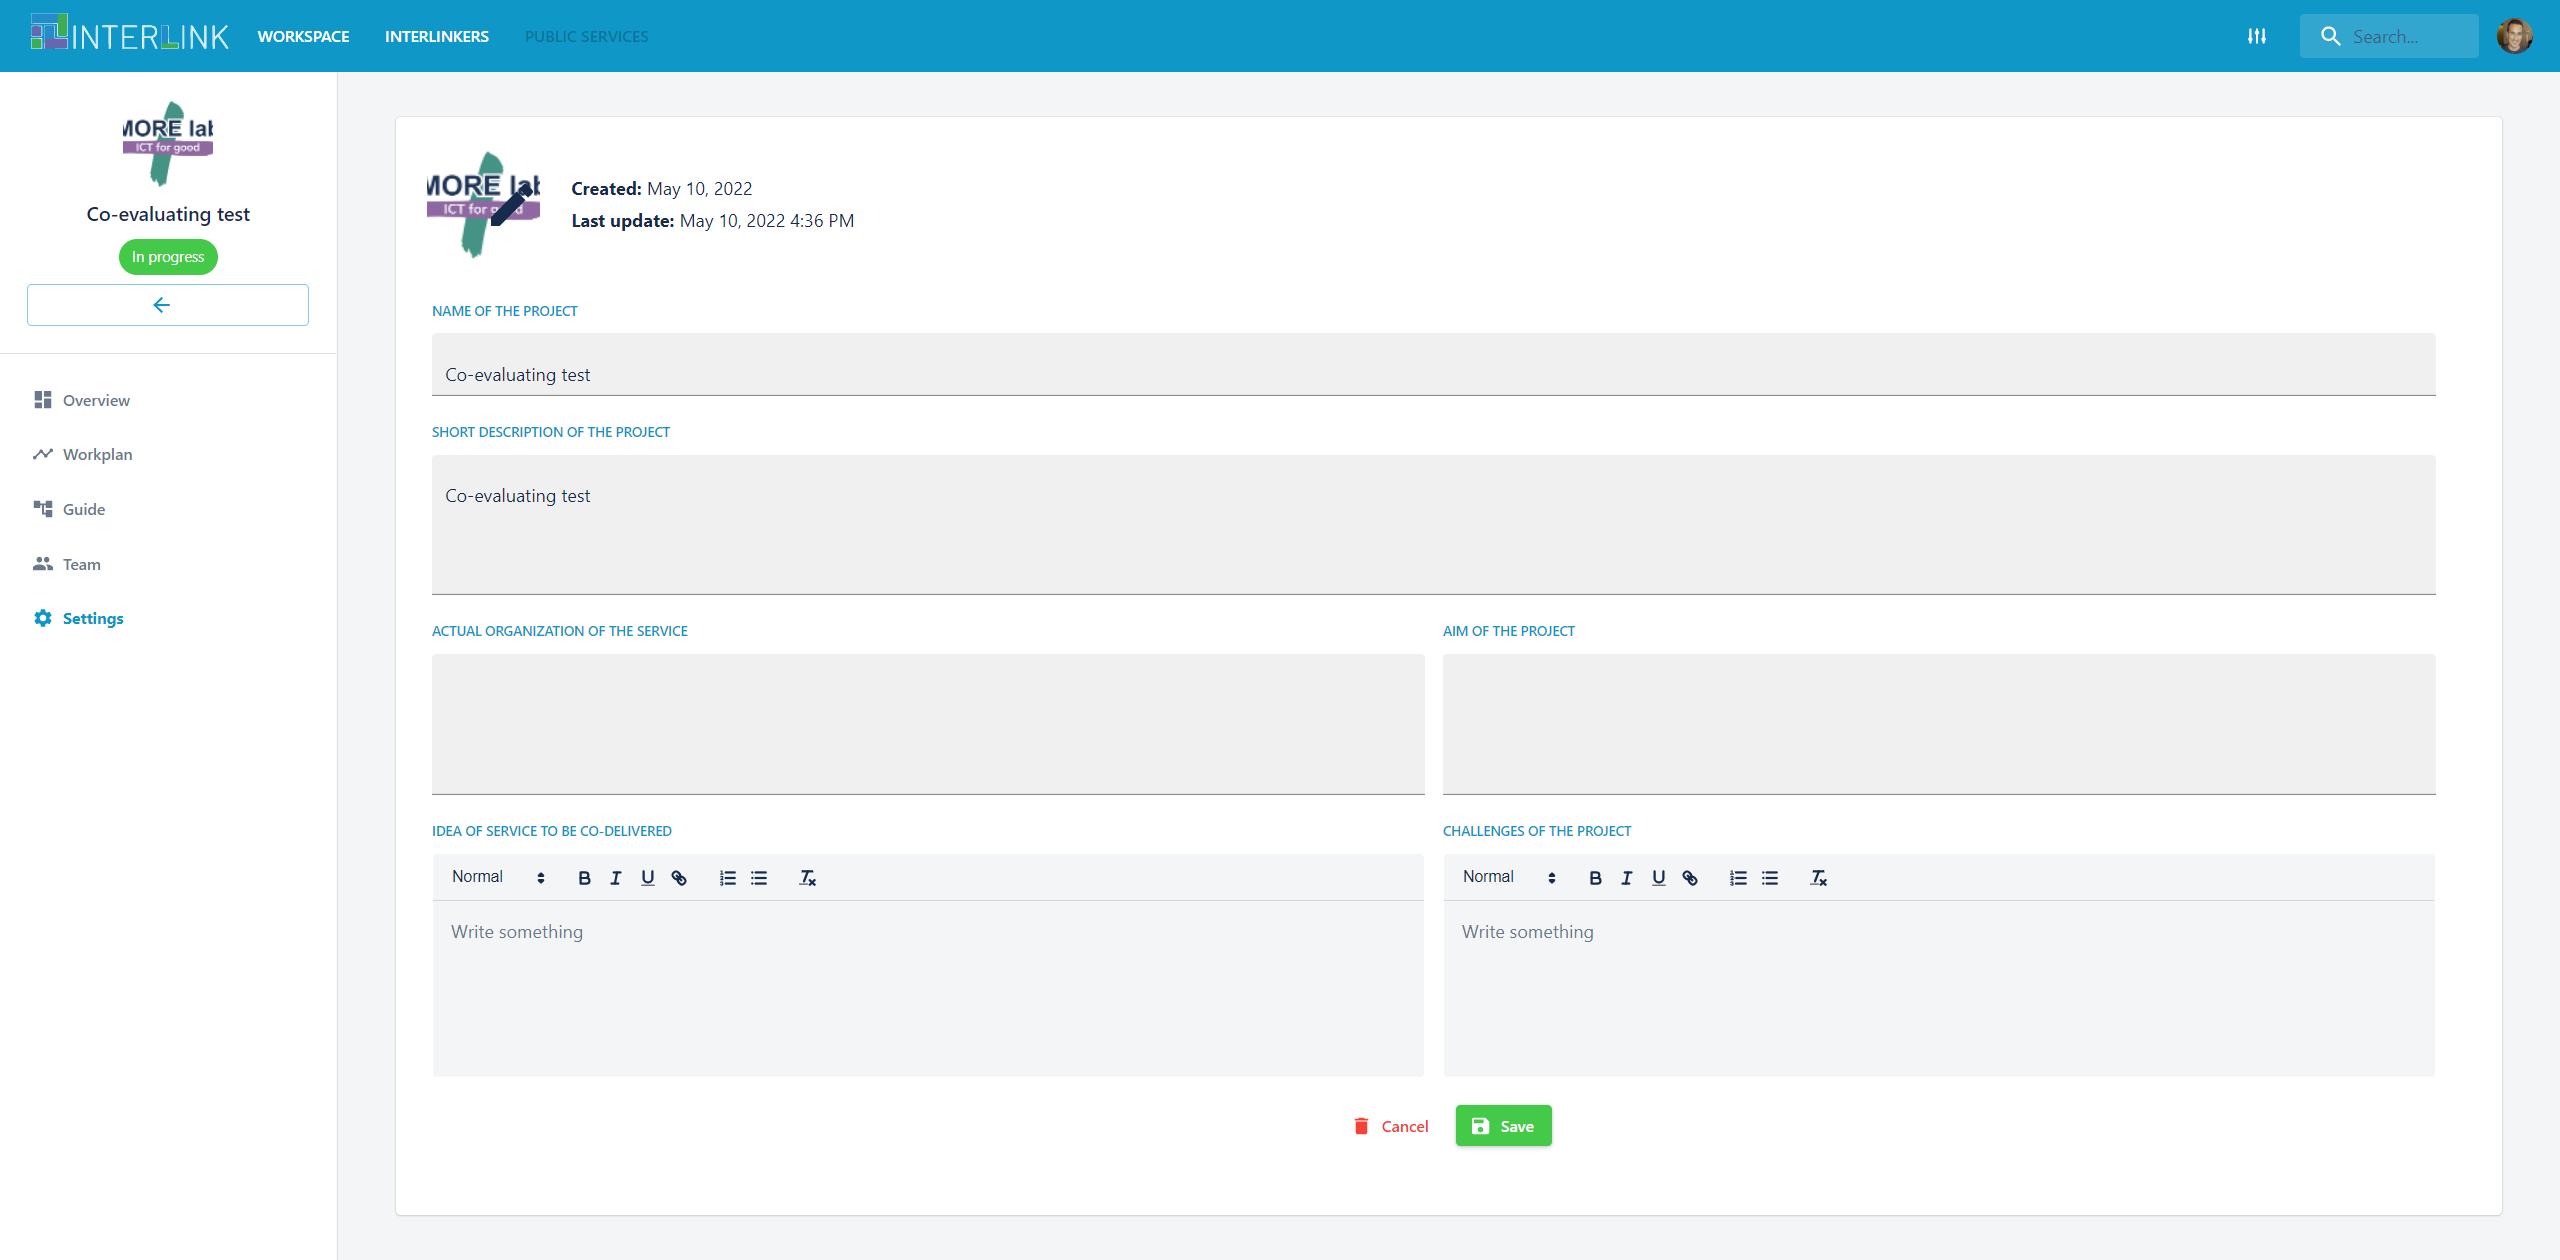 INTERLINK WORKSPACE INTERLINKERS PUBLIC SERVICES Search...
MORE lab
ICT for good
Co-evaluating test
In progress
Overview
Workplan
Guide
Team
Settings
MORE lab
ICT for good
Created: May 10, 2022
Last update: May 10, 2022 4:36 PM
NAME OF THE PROJECT
Co-evaluating test
SHORT DESCRIPTION OF THE PROJECT
Co-evaluating test
ACTUAL ORGANIZATION OF THE SERVICE
AIM OF THE PROJECT
IDEA OF SERVICE TO BE CO-DELIVERED
Normal
Write something
CHALLENGES OF THE PROJECT
Normal
Write something
Cancel
Save